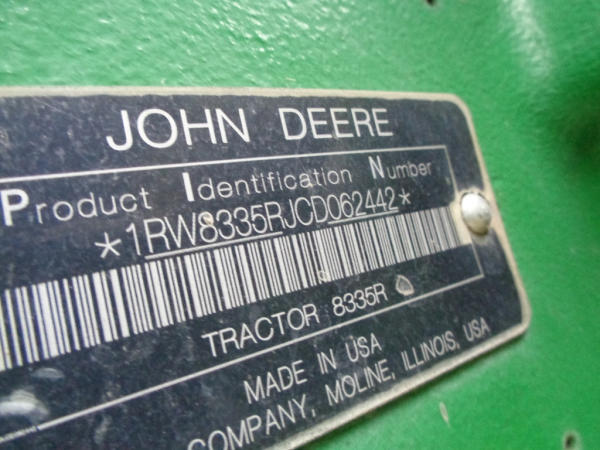 JOHN DEERE
Product Identification Number
*1RW8335RJCD062442*
TRACTOR 8335R
MADE IN USA
COMPANY, MOLINE, ILLINOIS, USA